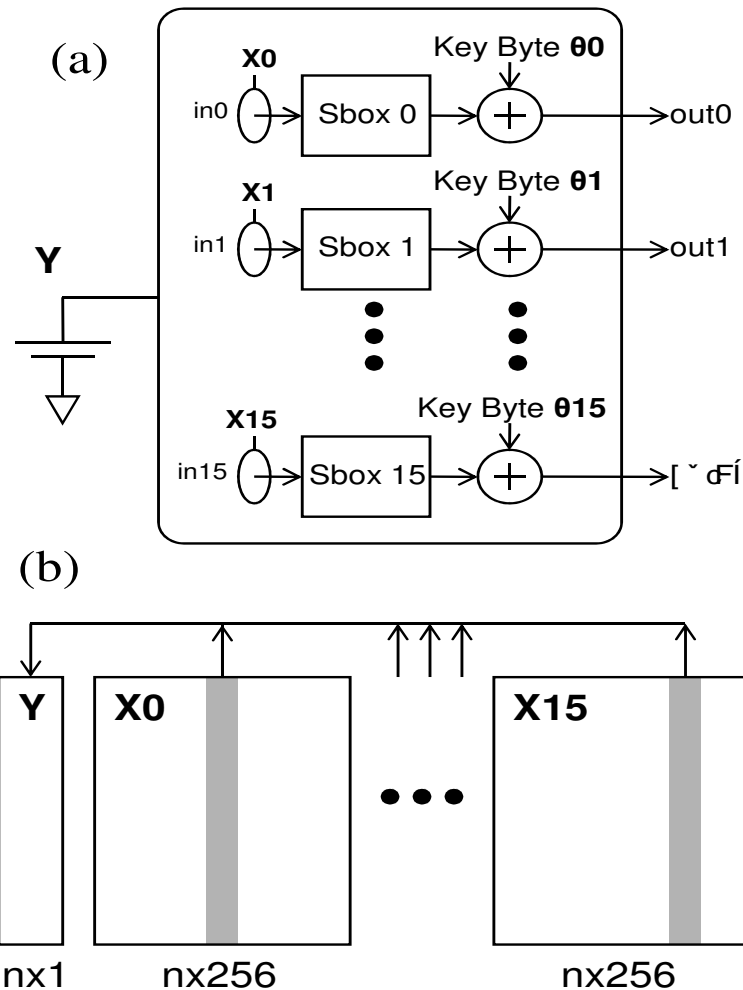 (a)
X0
Key Byte θ0
in0
Sbox 0
out0
X1
Key Byte θ1
in1
Sbox 1
out1
Y
X15
Key Byte θ15
in15
Sbox 15
(b)
Y
X0
X15
nx1
nx256
nx256